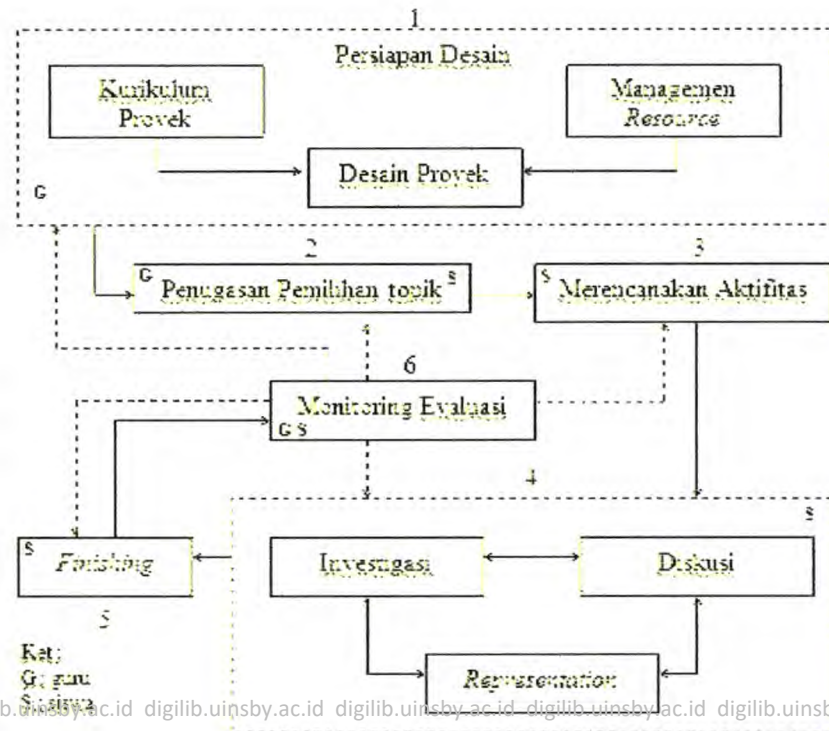 1
Persiapan Desain
Kurikulum
Proyek
Managemen
Resource
Desain Proyek
G
2
3
G Penugasan Pemilihan topik S
S Merencanakan Aktifitas
6
Monitoring Evaluasi
G S
4
S
S Finishing
Investigasi
Diskusi
5
Representation
Ket:
G: guru
S: siswa
b.uinsby.ac.id digilib.uinsby.ac.id digilib.uinsby.ac.id digilib.uinsby.ac.id digilib.uinsb